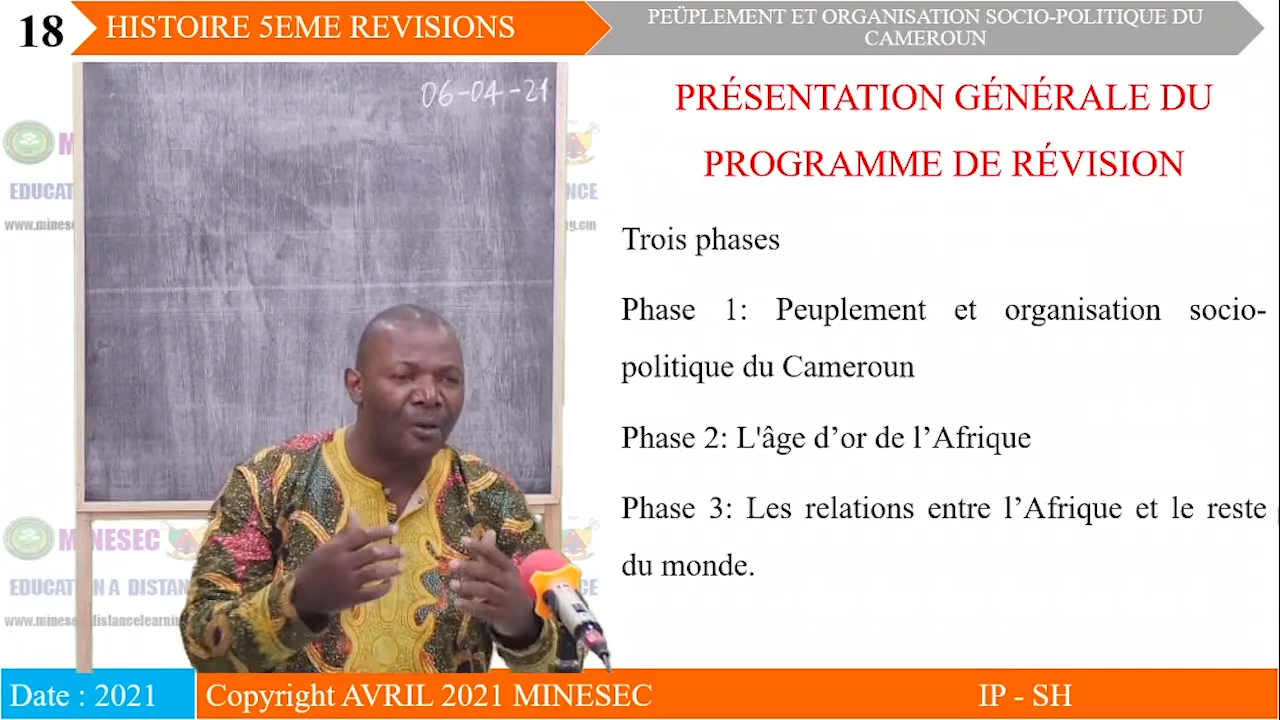 18
HISTOIRE 5EME REVISIONS
PEÜPLEMENT ET ORGANISATION SOCIO-POLITIQUE DU
CAMEROUN
06-04-21
PRÉSENTATION GÉNÉRALE DU
PROGRAMME DE RÉVISION
Trois phases
Phase 1: Peuplement et organisation socio-
politique du Cameroun
Phase 2: L'âge d’or de l’Afrique
Phase 3: Les relations entre l’Afrique et le reste
du monde.
MINESEC
EDUCATION A DISTAN
Date : 2021
Copyright AVRIL 2021 MINESEC
IP - SH